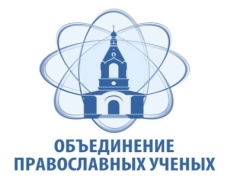 ОБЪЕДИНЕНИЕ
ПРАВОСЛАВНЫХ УЧЕНЫХ